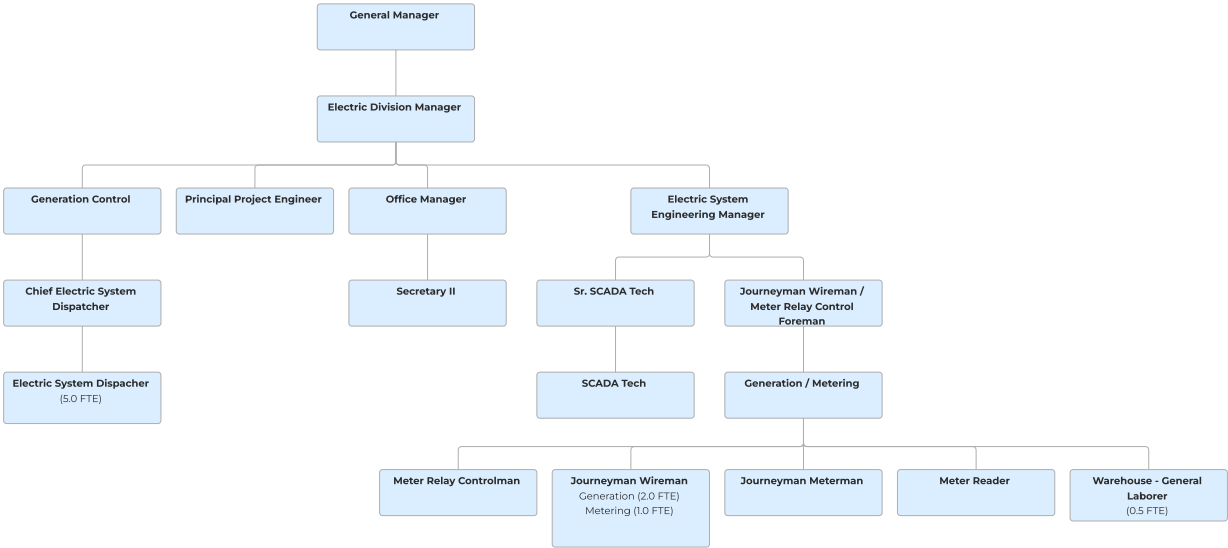 General Manager
Electric Division Manager
Generation Control
Principal Project Engineer
Office Manager
Electric System
Engineering Manager
Chief Electric System
Dispatcher
Secretary II
Sr. SCADA Tech
Journeyman Wireman /
Meter Relay Control
Foreman
Electric System Dispacher
(5.0 FTE)
SCADA Tech
Generation / Metering
Meter Relay Controlman
Journeyman Wireman
Generation (2.0 FTE)
Metering (1.0 FTE)
Journeyman Meterman
Meter Reader
Warehouse - General
Laborer
(0.5 FTE)